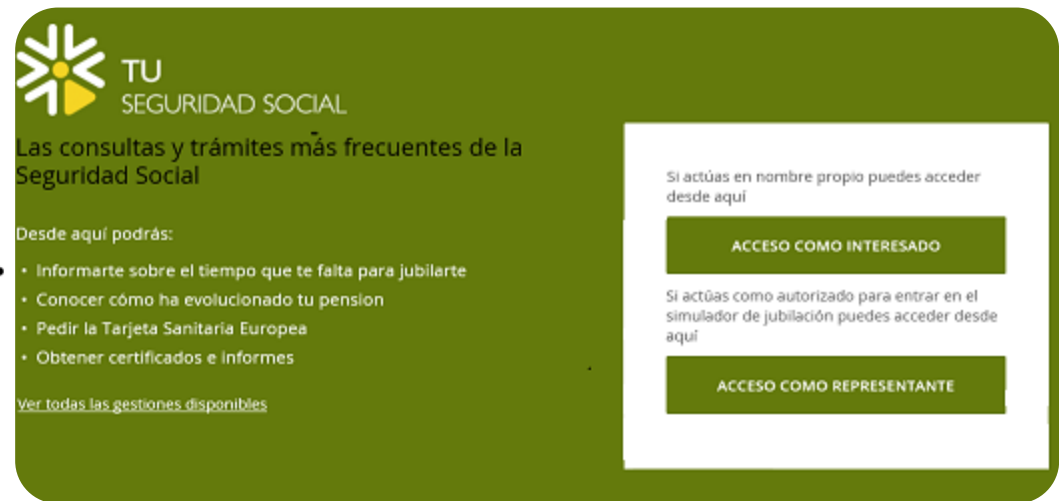 TU
SEGURIDAD SOCIAL
Las consultas y trámites más frecuentes de la
Seguridad Social
Desde aquí podrás:
• Informarte sobre el tiempo que te falta para jubilarte
• Conocer cómo ha evolucionado tu pension
• Pedir la Tarjeta Sanitaria Europea
• Obtener certificados e informes
Ver todas las gestiones disponibles
Si actúas en nombre propio puedes acceder
desde aquí
ACCESO COMO INTERESADO
Si actúas como autorizado para entrar en el
simulador de jubilación puedes acceder desde
aquí
ACCESO COMO REPRESENTANTE